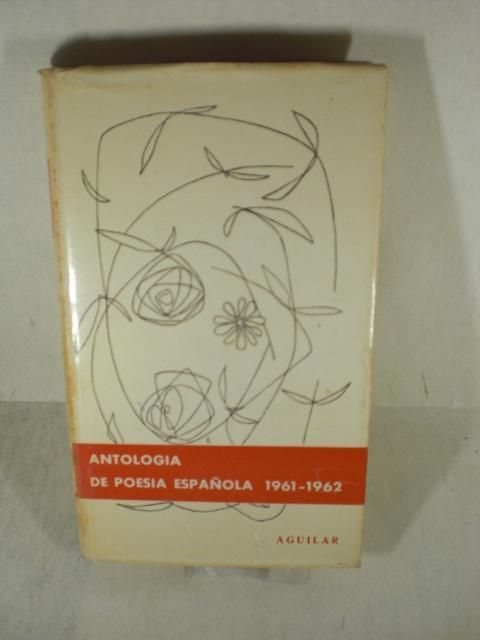 ANTOLOGIA
DE POESIA ESPAÑOLA 1961-1962
AGUILAR